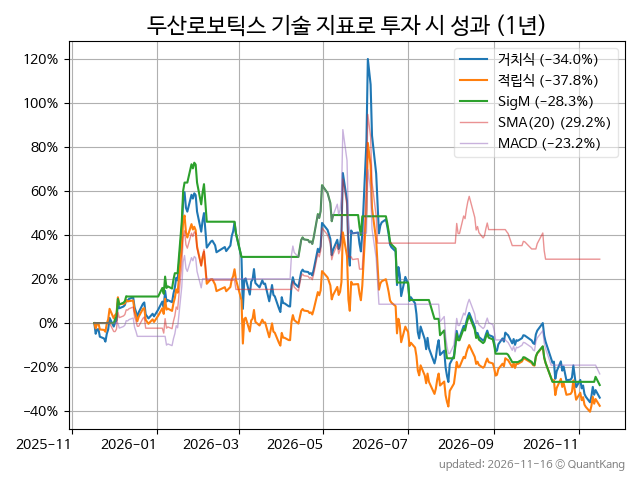 두산로보틱스 기술 지표로 투자 시 성과 (1년)
거치식 (−34.0%)
적립식 (−37.8%)
SigM (−28.3%)
SMA(20) (29.2%)
MACD (−23.2%)
120%
100%
80%
60%
40%
20%
0%
−20%
−40%
2025-11 2026-01 2026-03 2026-05 2026-07 2026-09 2026-11
updated: 2026-11-16 © QuantKang